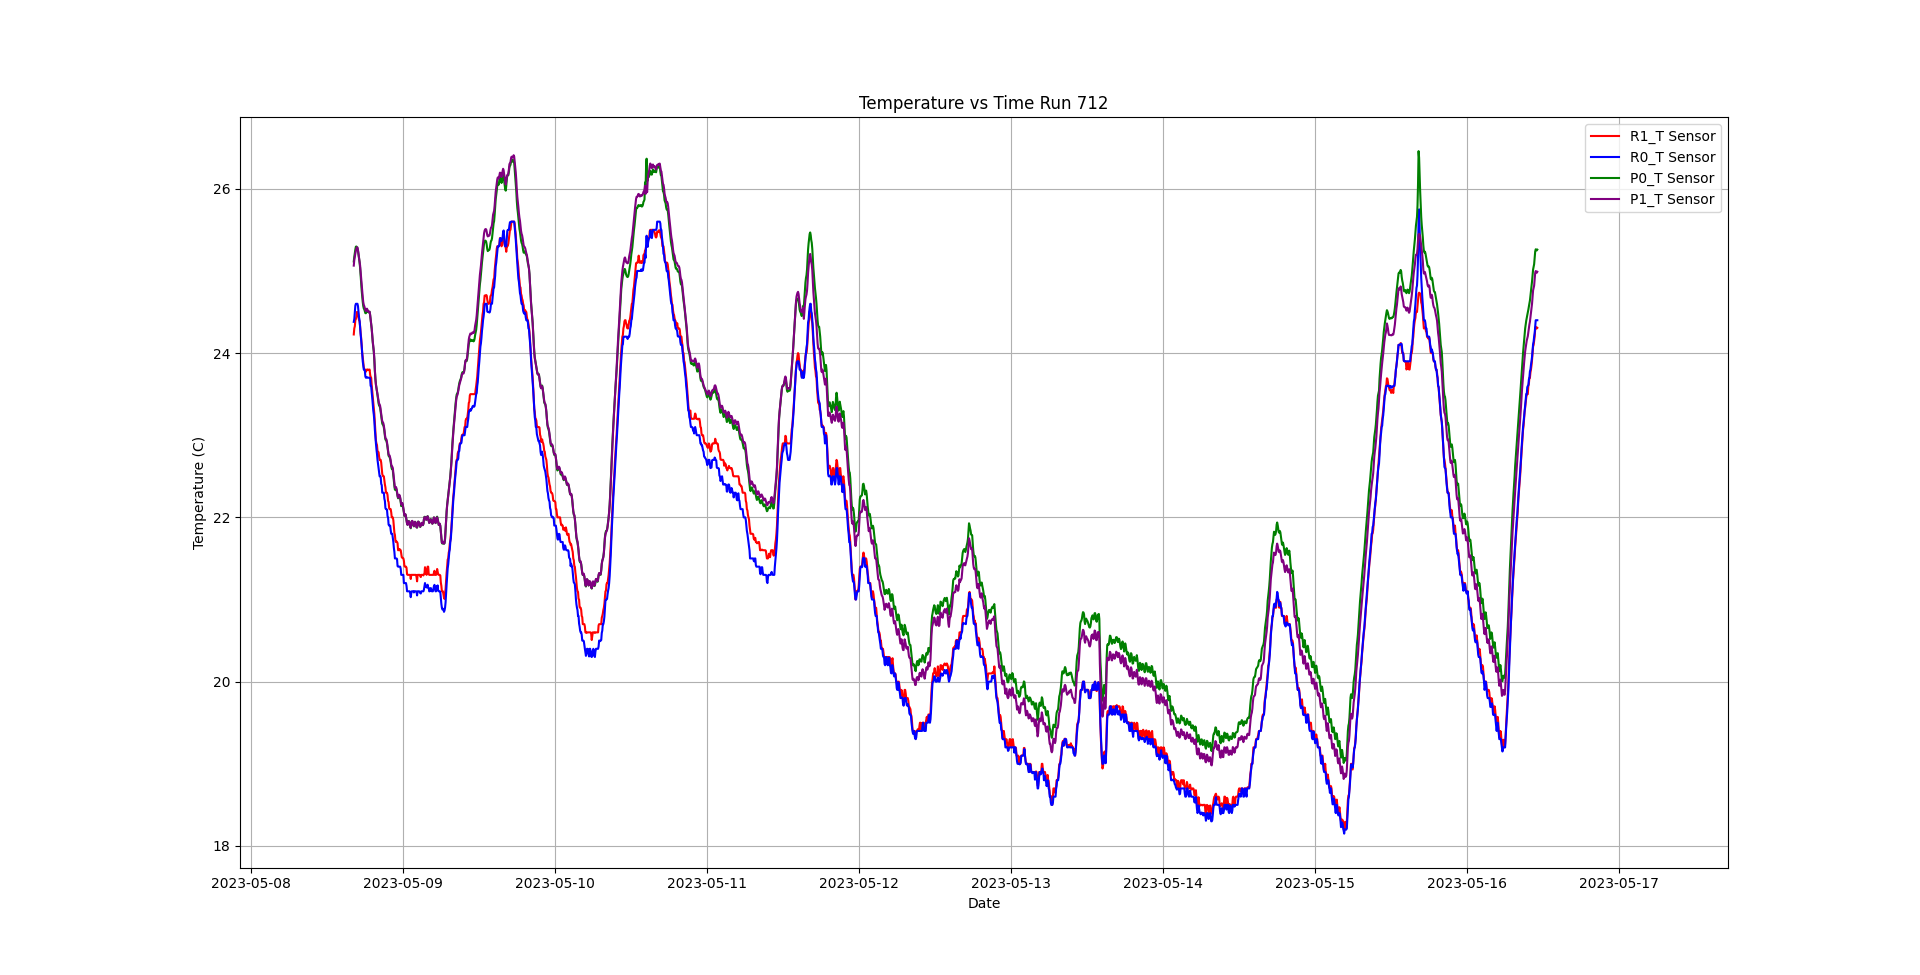 Temperature vs Time Run 712
R1_T Sensor
R0_T Sensor
P0_T Sensor
P1_T Sensor
Temperature (C)
26
24
22
20
18
2023-05-08 2023-05-09 2023-05-10 2023-05-11 2023-05-12 2023-05-13 2023-05-14 2023-05-15 2023-05-16 2023-05-17
Date